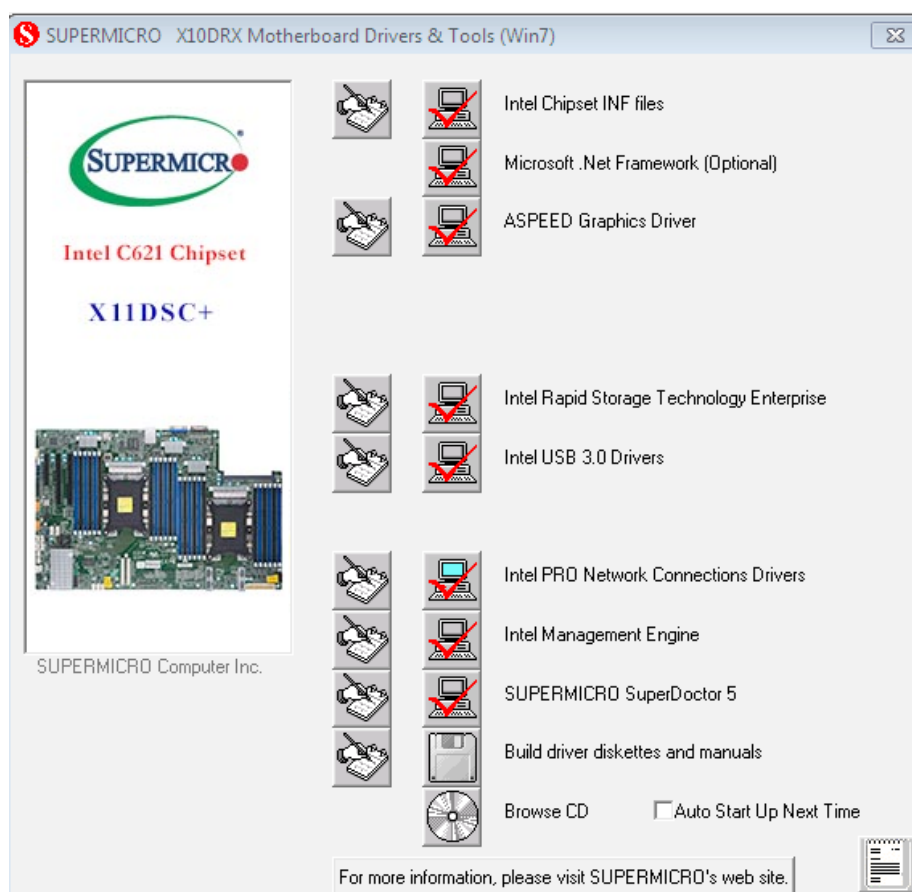 SUPERMICRO X10DRX Motherboard Drivers & Tools (Win7)
SUPERMICRO
Intel C621 Chipset
X11DSC+
SUPERMICRO Computer Inc.
Intel Chipset INF files
Microsoft .Net Framework (Optional)
ASPEED Graphics Driver
Intel Rapid Storage Technology Enterprise
Intel USB 3.0 Drivers
Intel PRO Network Connections Drivers
Intel Management Engine
SUPERMICRO SuperDoctor 5
Build driver diskettes and manuals
Browse CD
Auto Start Up Next Time
For more information, please visit SUPERMICRO's web site.